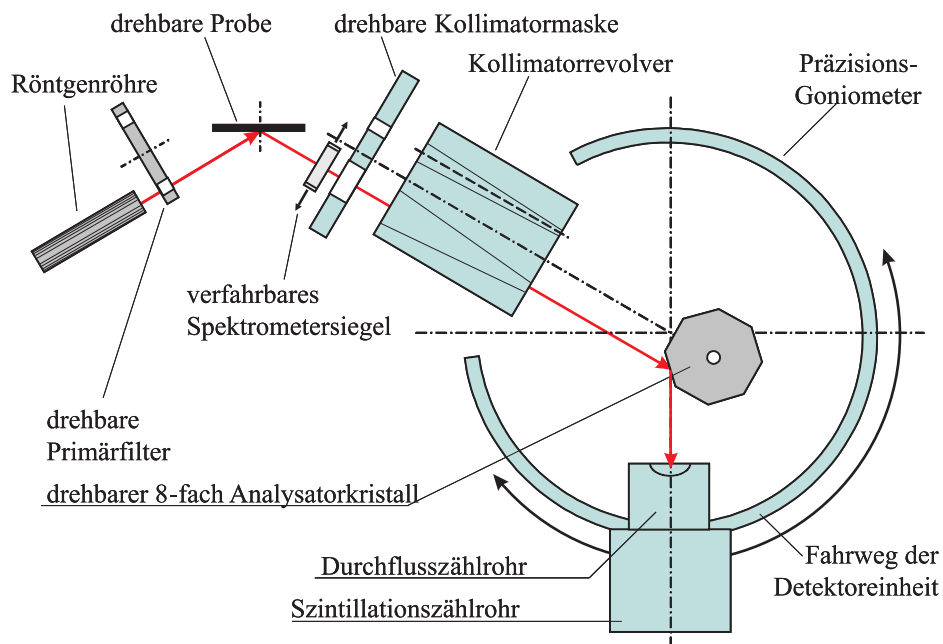 drehbare Probe
drehbare Kollimatormaske
Kollimatorrevolver
Präzisions-
Goniometer
Röntgenröhre
verfahrbares
Spektrometersiegel
drehbare
Primärfilter
drehbarer 8-fach Analysatorkristall
Durchflusszählrohr
Szintillationszählrohr
Fahrweg der
Detektoreinheit